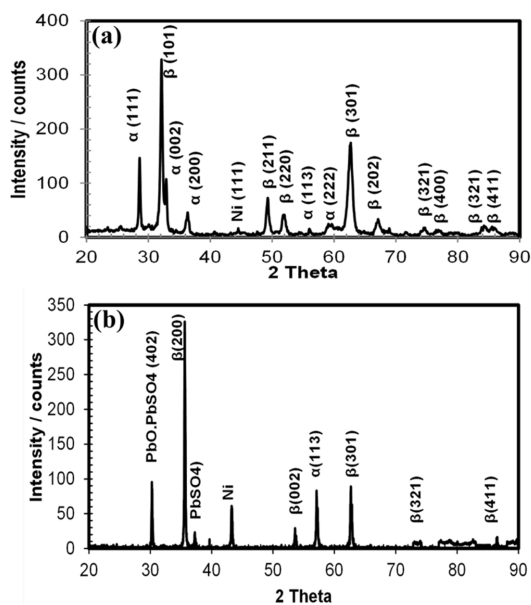 (a)
Intensity / counts
400
300
200
100
0
α (111)
β (101)
α (002)
α (200)
Ni (111)
β (211)
β (220)
α (113)
α (222)
β (301)
β (202)
β (321)
β (400)
β (321)
β (411)
20 30 40 50 60 70 80 90
2 Theta
(b)
Intensity / counts
350
300
250
200
150
100
50
0
PbO.PbSO4 (402)
β(200)
PbSO4)
Ni
β(002)
α(113)
β(301)
β(321)
β(411)
20 30 40 50 60 70 80 90
2 Theta